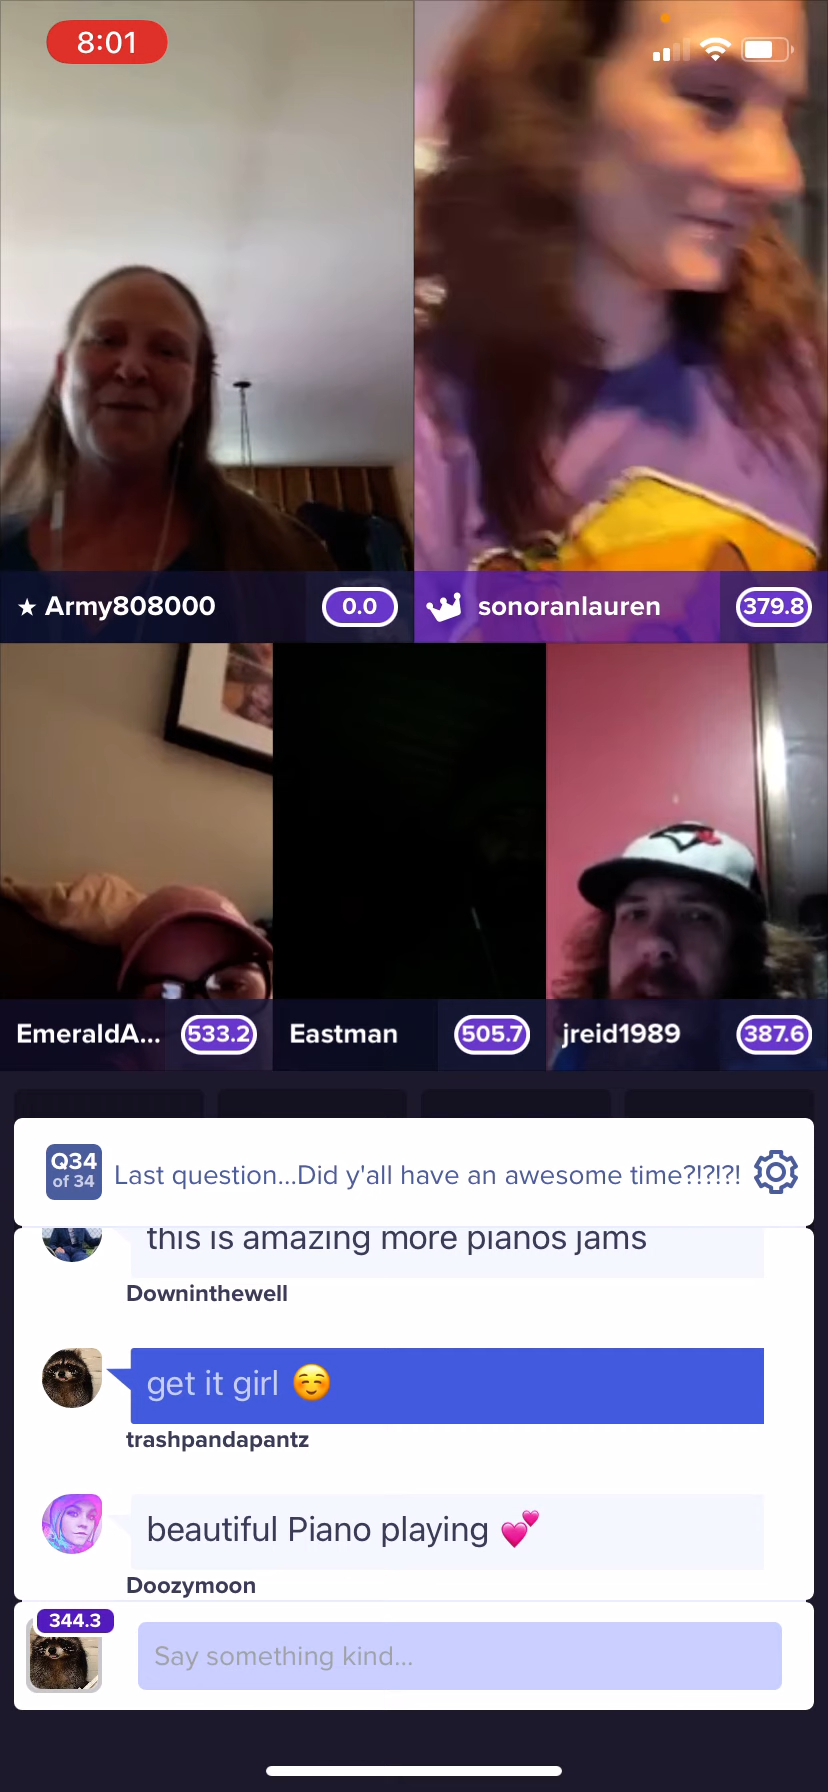 8:01
★ Army808000 0.0
sonoranlauren 379.8
EmeraldA... 533.2
Eastman 505.7
jreid1989 387.6
Q34
of 34
Last question...Did y'all have an awesome time?!?!?!
this is amazing more pianos jams
Downinthewell
get it girl ☺️
trashpandapantz
beautiful Piano playing 💕
Doozymoon
344.3
Say something kind...